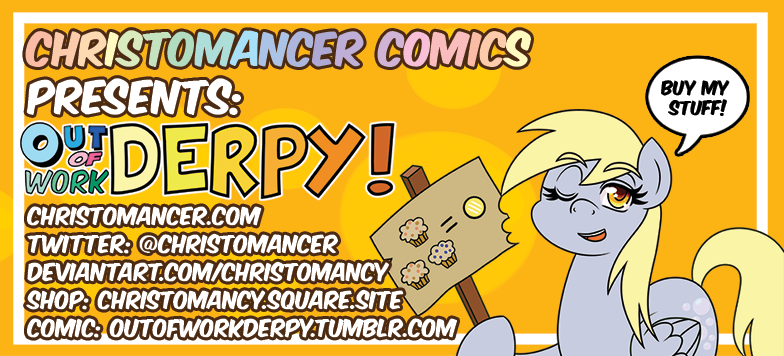 CHRISTOMANCER COMICS
PRESENTS:
OUT OF WORK DERPY!
CHRISTOMANCER.COM
TWITTER: @CHRISTOMANCER
DEVIANTART.COM/CHRISTOMANCY
SHOP: CHRISTOMANCY.SQUARE.SITE
COMIC: OUTOFWORKDERPY.TUMBLR.COM
BUY MY
STUFF!
=